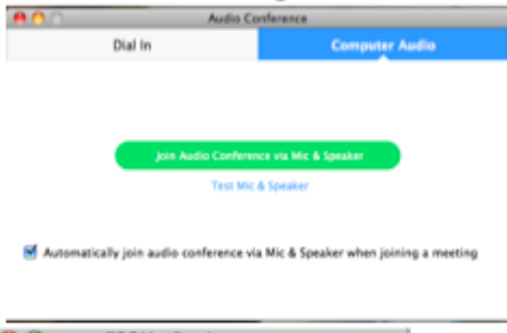 Audio Conference
Dial In
Computer Audio
Join Audio Conference via Mic & Speaker
Test Mic & Speaker
Automatically join audio conference via Mic & Speaker when joining a meeting